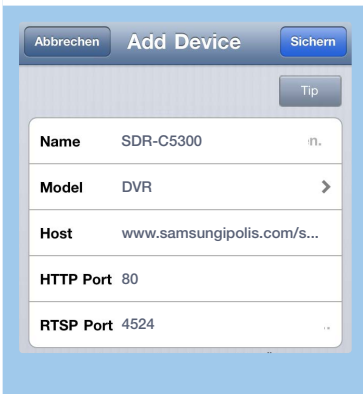 Abbrechen Add Device Sichern
Tip
Name SDR-C5300 n.
Model DVR
Host www.samsungipolis.com/s...
HTTP Port 80
RTSP Port 4524